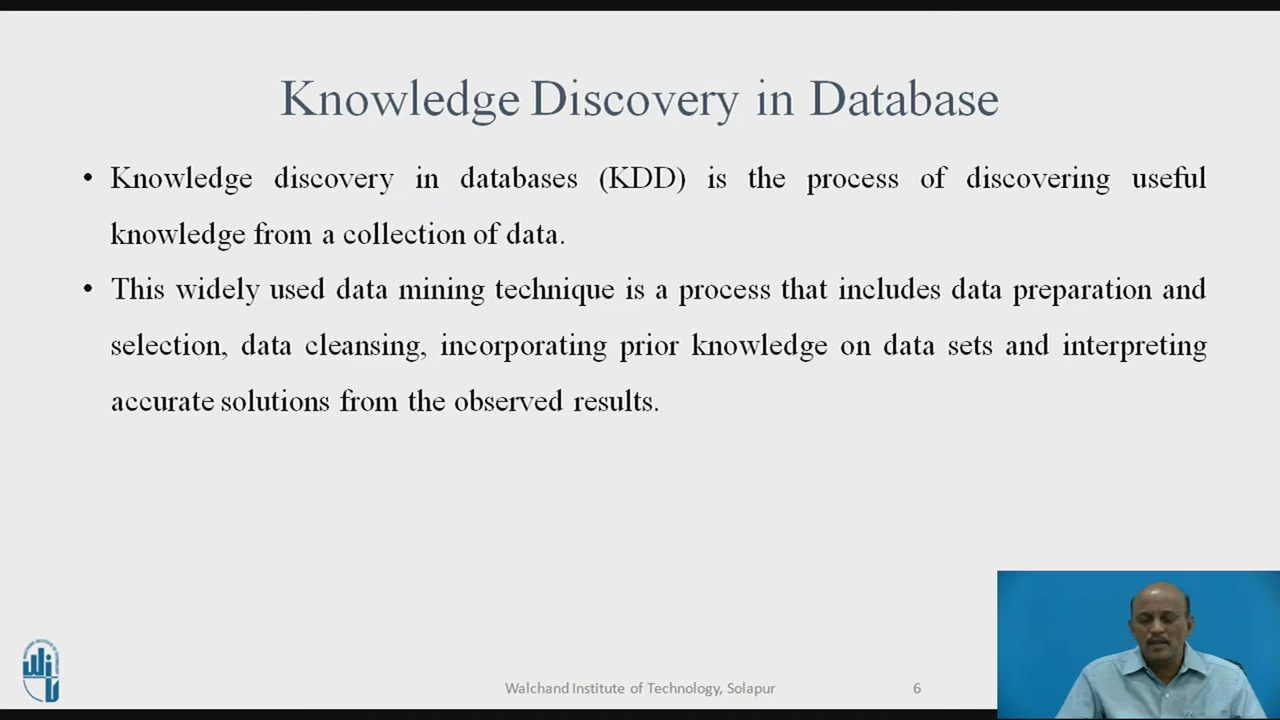 Knowledge Discovery in Database
• Knowledge discovery in databases (KDD) is the process of discovering useful
knowledge from a collection of data.
• This widely used data mining technique is a process that includes data preparation and
selection, data cleansing, incorporating prior knowledge on data sets and interpreting
accurate solutions from the observed results.
Walchand Institute of Technology, Solapur
6